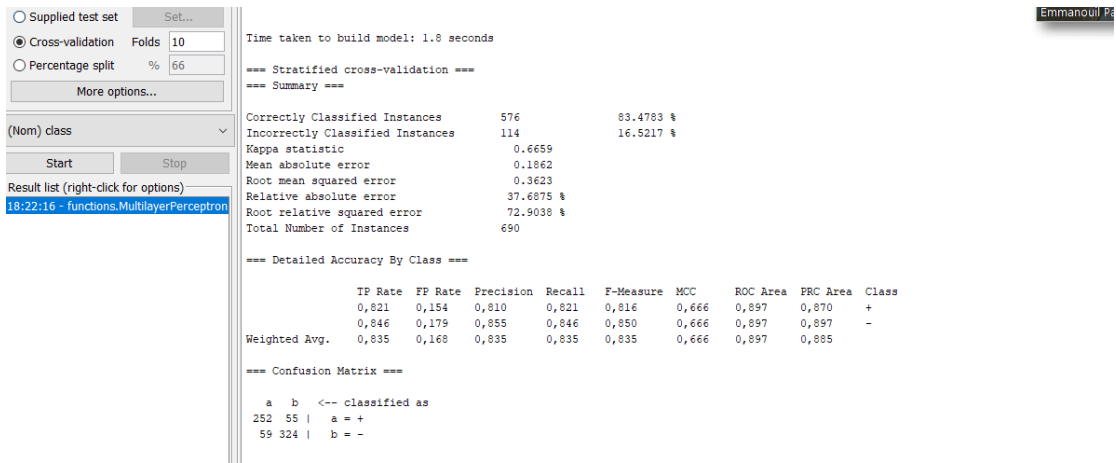 Supplied test set Set...
Cross-validation Folds 10
Percentage split % 66
More options...
(Nom) class
Start Stop
Result list (right-click for options)
18:22:16 - functions.MultilayerPerceptron
Time taken to build model: 1.8 seconds
=== Stratified cross-validation ===
=== Summary ===
Correctly Classified Instances 576 83.4783 %
Incorrectly Classified Instances 114 16.5217 %
Kappa statistic 0.6659
Mean absolute error 0.1862
Root mean squared error 0.3623
Relative absolute error 37.6875 %
Root relative squared error 72.9038 %
Total Number of Instances 690
=== Detailed Accuracy By Class ===
TP Rate FP Rate Precision Recall F-Measure MCC ROC Area PRC Area Class
0,821 0,154 0,810 0,821 0,816 0,666 0,897 0,870 +
0,846 0,179 0,855 0,846 0,850 0,666 0,897 0,897 -
Weighted Avg. 0,835 0,168 0,835 0,835 0,835 0,666 0,897 0,885
=== Confusion Matrix ===
a b <-- classified as
252 55 | a = +
59 324 | b = -
Emmanouil